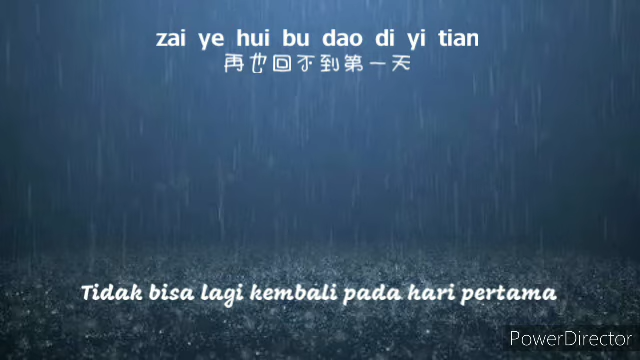 zai ye hui bu dao di yi tian
再也回不到第一天
Tidak bisa lagi kembali pada hari pertama
PowerDirector